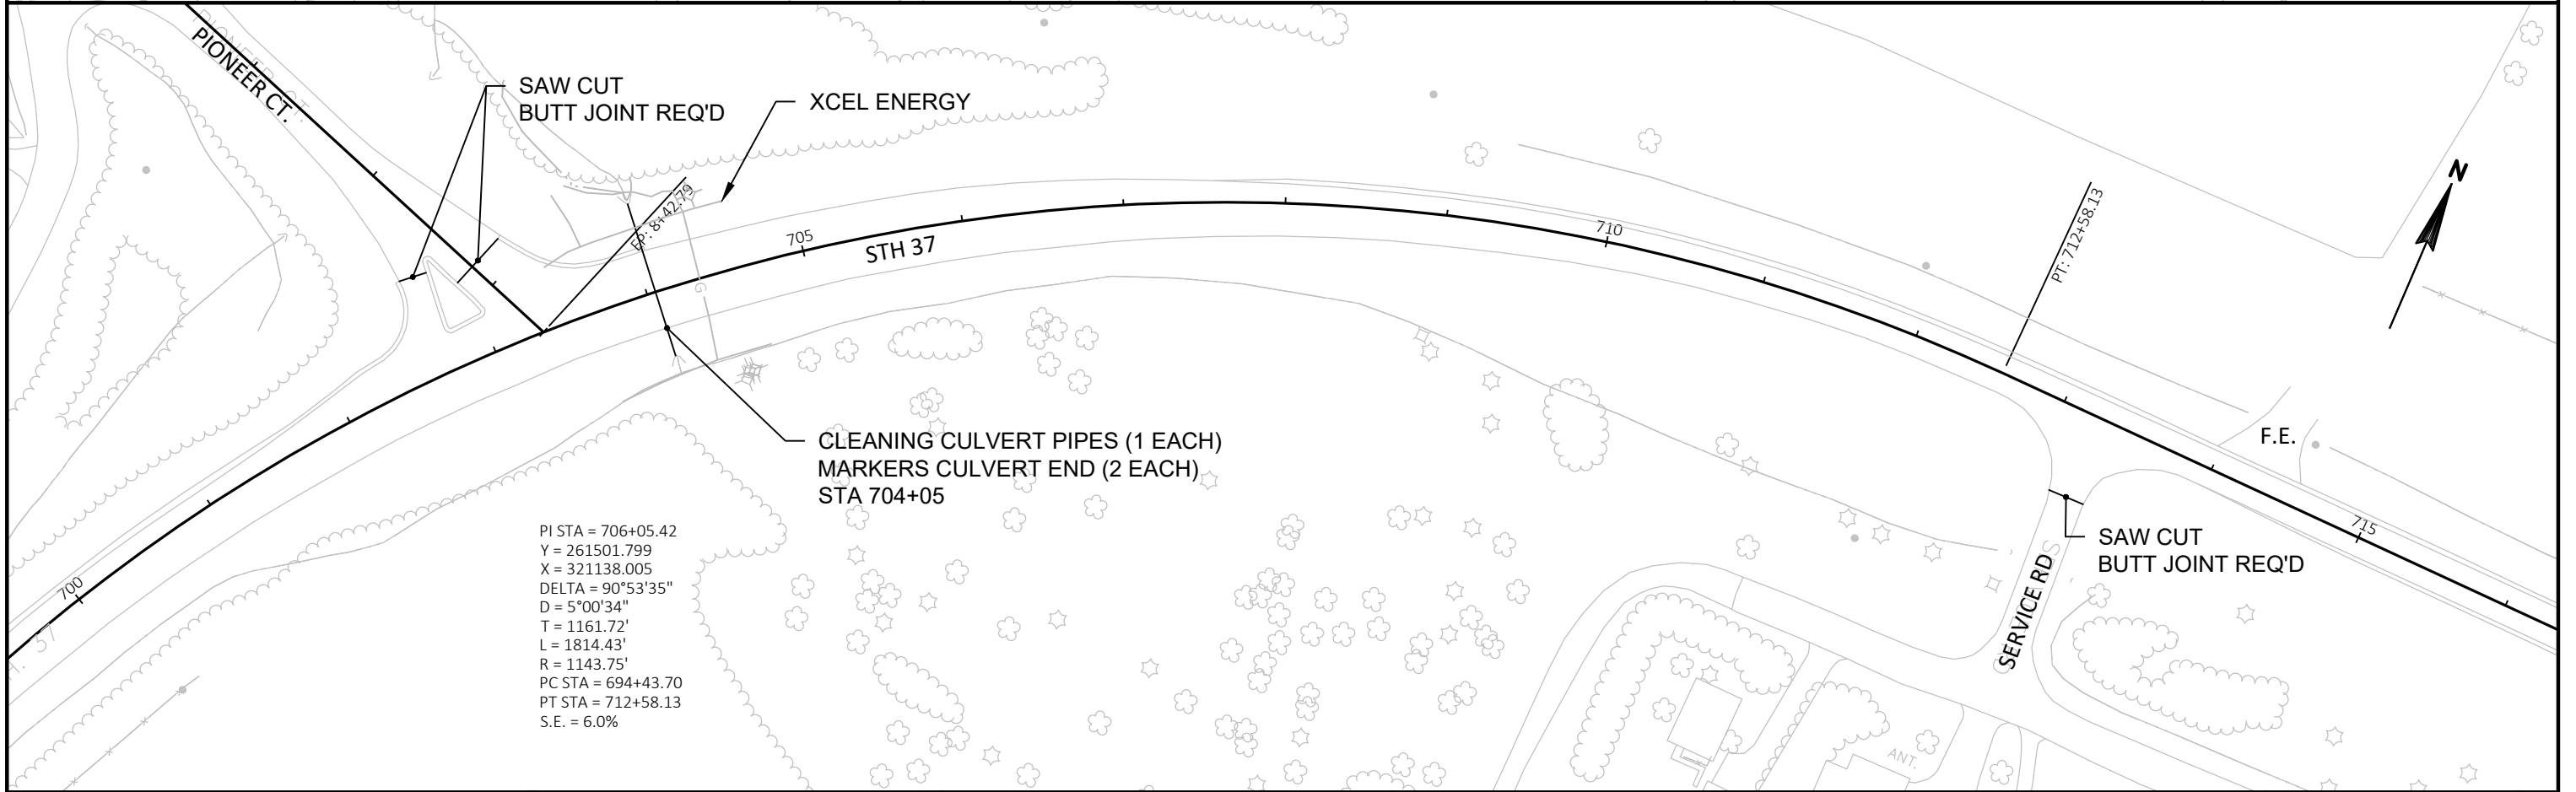 PIONEER CT.
PIONEER CT.
SAW CUT
BUTT JOINT REQ'D
XCEL ENERGY
EP: 8+42.79
705
STH 37
710
PT: 712+58.13
N
G
CLEANING CULVERT PIPES (1 EACH)
MARKERS CULVERT END (2 EACH)
STA 704+05
F.E.
700
715
SAW CUT
BUTT JOINT REQ'D
SERVICE RD
PI STA = 706+05.42
Y = 261501.799
X = 321138.005
DELTA = 90°53'35"
D = 5°00'34"
T = 1161.72'
L = 1814.43'
R = 1143.75'
PC STA = 694+43.70
PT STA = 712+58.13
S.E. = 6.0%
37
ANT.